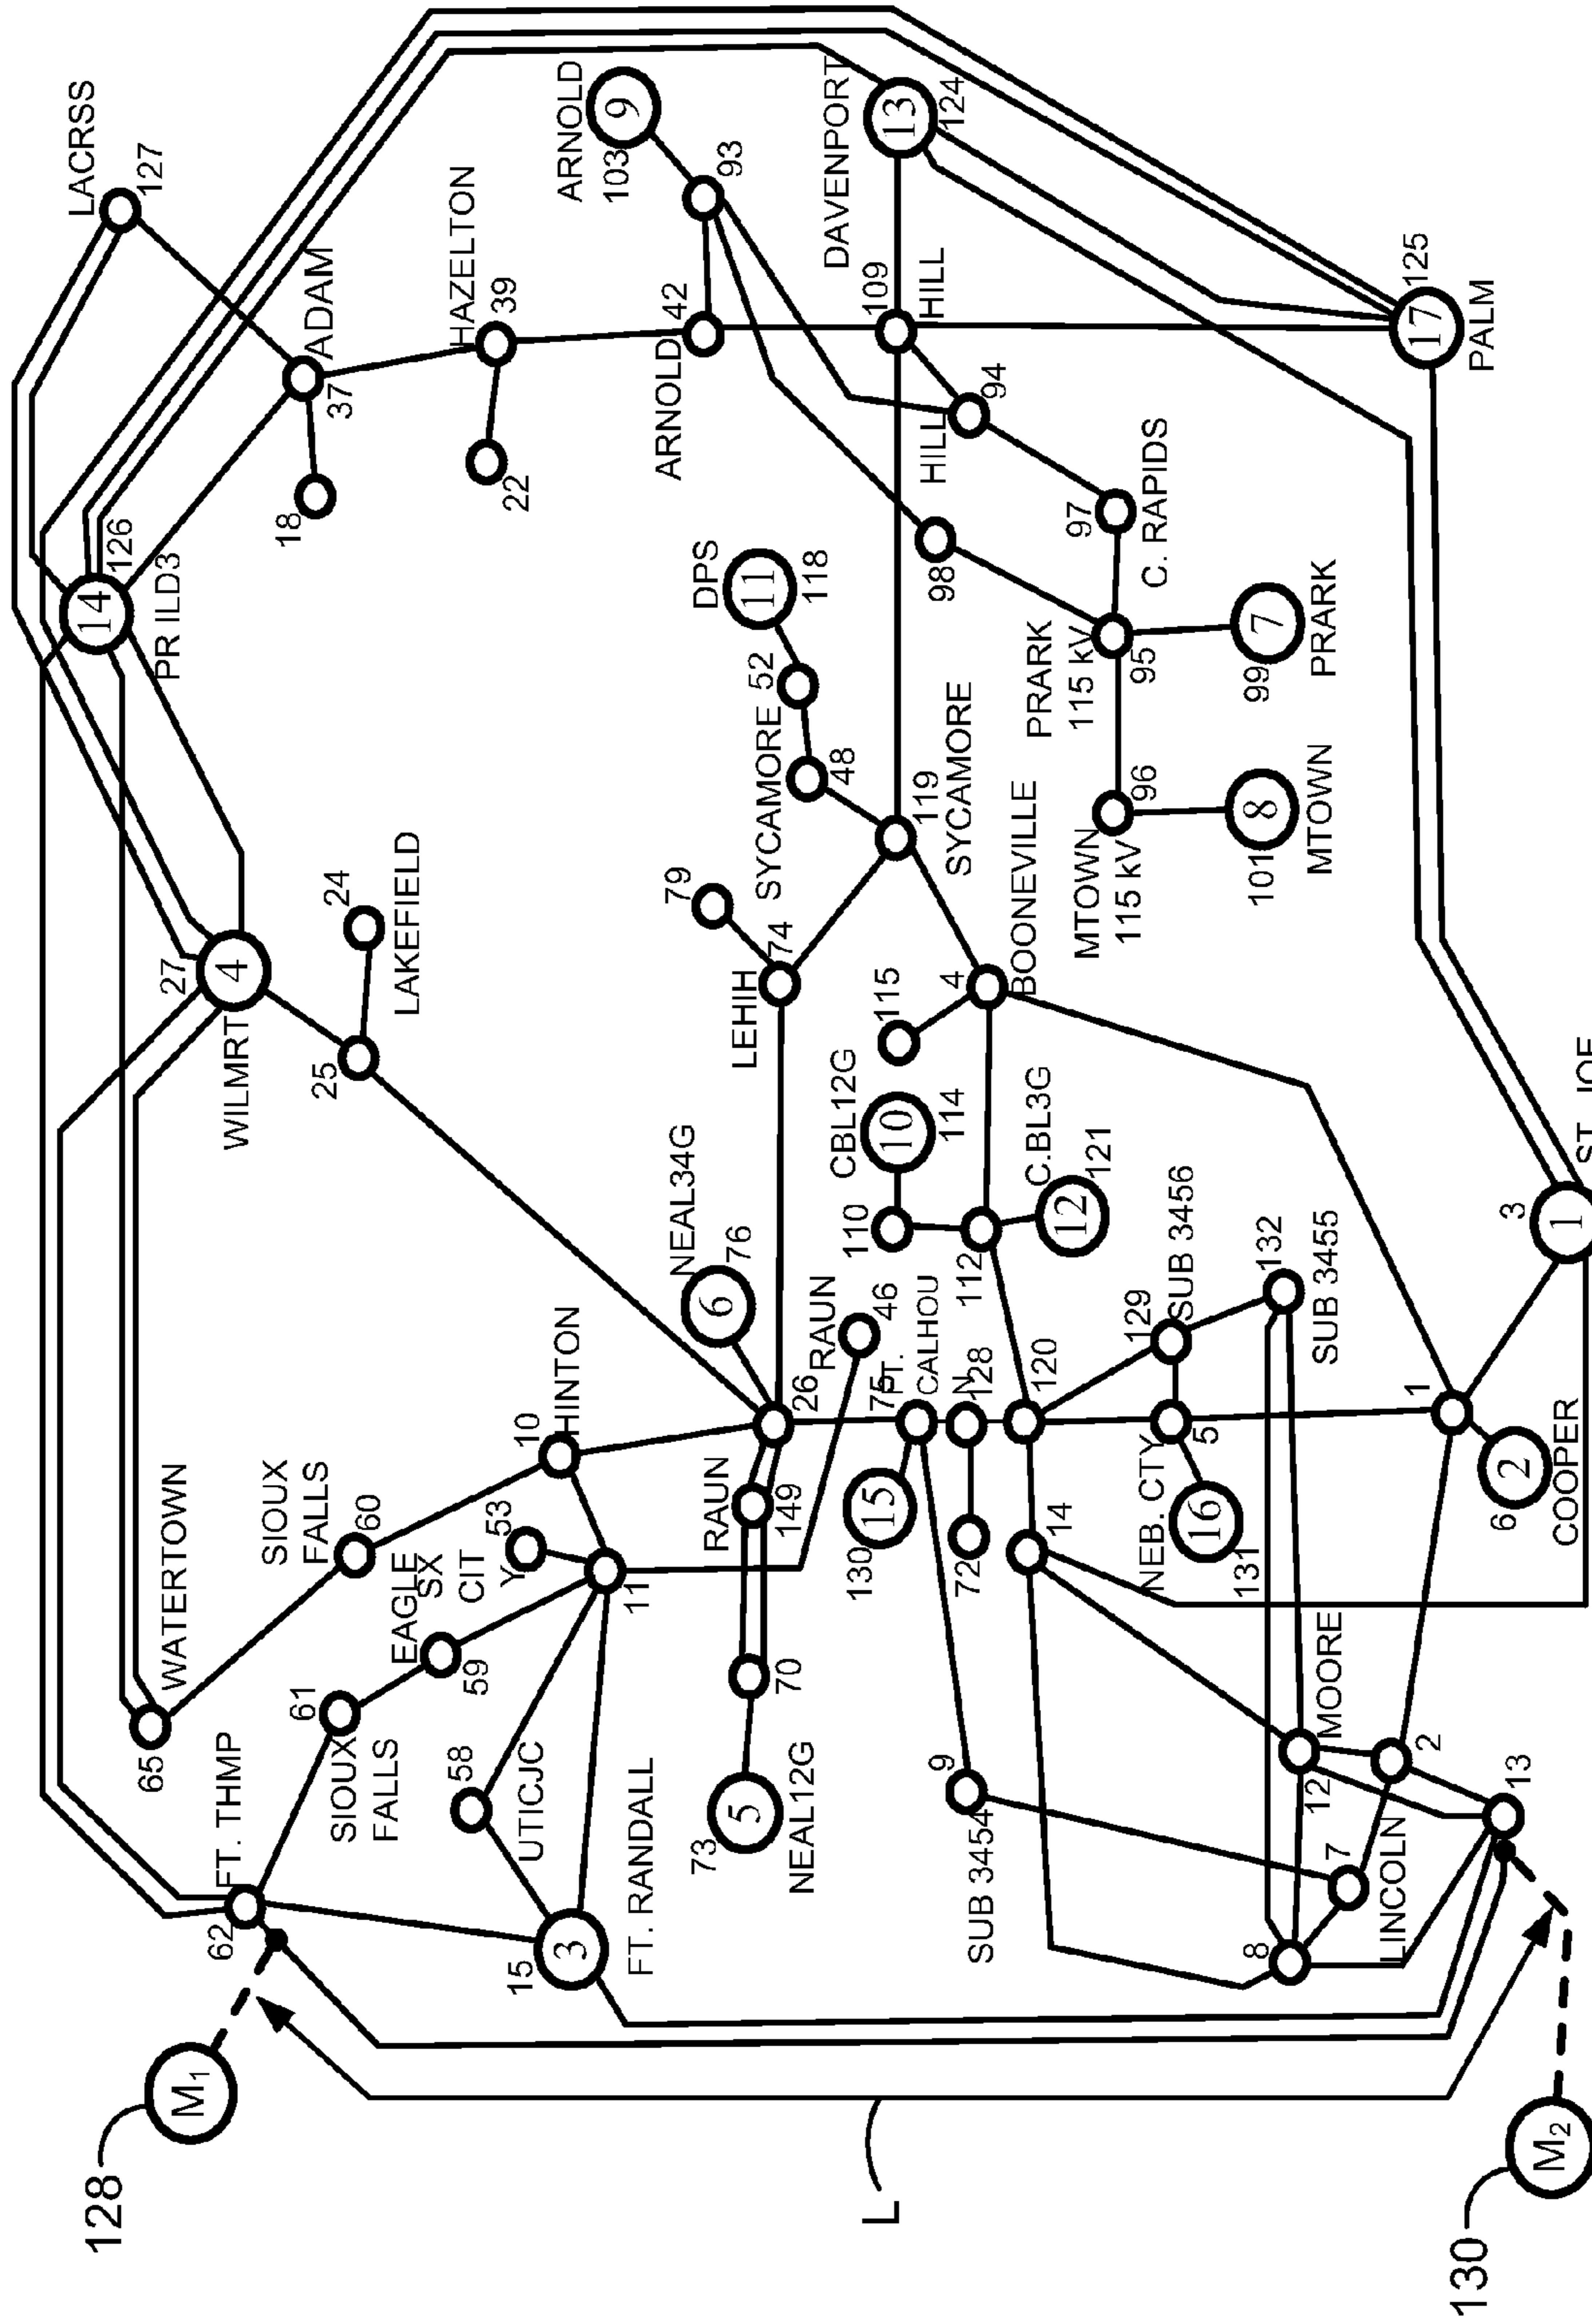 LACRSS
127
ADAM
37
18
HAZELTON
39
22
ARNOLD
9
103
93
42
ARNOLD
DAVENPORT
13
124
109
HILL
94
HILL
17
125
PALM
14
126
PR ILD3
98
97
C. RAPIDS
PRARK
115 kV
95
7
99
PRARK
MTOWN
115 kV
96
8
101
MTOWN
DPS
11
118
52
SYCAMORE
48
119
SYCAMORE
79
74
LEHIH
4
BOONEVILLE
115
27
4
WILMRT
24
LAKEFIELD
25
CBL12G
10
114
110
C.BL3G
12
121
112
NEAL34G
6
76
RAUN
46
26
FT.
CALHOU
75
N
128
120
129
SUB 3456
132
SUB 3455
3
1
ST. JOE
1
2
6
COOPER
5
NEB. CTY
16
131
14
72
15
130
RAUN
149
10
HINTON
SIOUX
FALLS
60
WATERTOWN
65
EAGLE
59
SX
CIT
Y
53
11
61
SIOUX
FALLS
58
UTICJC
FT. THMP
62
15
3
FT. RANDALL
70
5
73
NEAL12G
9
SUB 3454
MOORE
12
2
13
7
LINCOLN
8
M1
128
L
M2
130